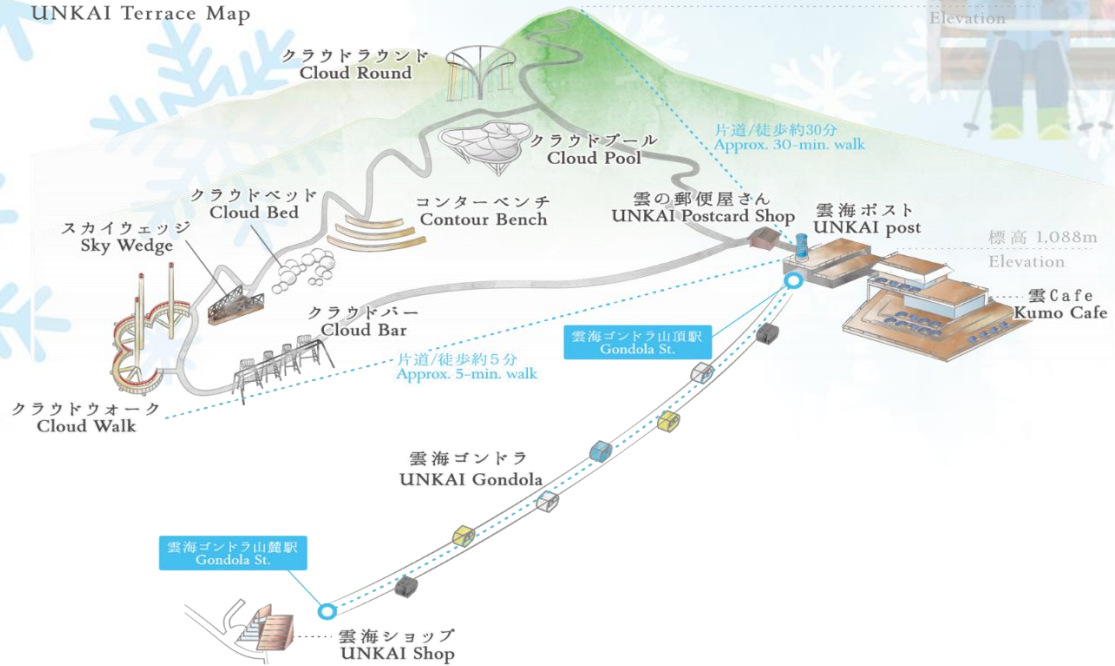 UNKAI Terrace Map
Elevation
クラウドラウンド
Cloud Round
クラウドプール
Cloud Pool
片道/徒歩約30分
Approx. 30-min. walk
クラウドベッド
Cloud Bed
コンターベンチ
Contour Bench
雲の郵便屋さん
UNKAI Postcard Shop
雲海ポスト
UNKAI post
スカイウェッジ
Sky Wedge
標高 1,088m
Elevation
雲Cafe
Kumo Cafe
クラウドバー
Cloud Bar
雲海ゴンドラ山頂駅
Gondola St.
片道/徒歩約5分
Approx. 5-min. walk
クラウドウォーク
Cloud Walk
雲海ゴンドラ
UNKAI Gondola
雲海ゴンドラ山麓駅
Gondola St.
雲海ショップ
UNKAI Shop